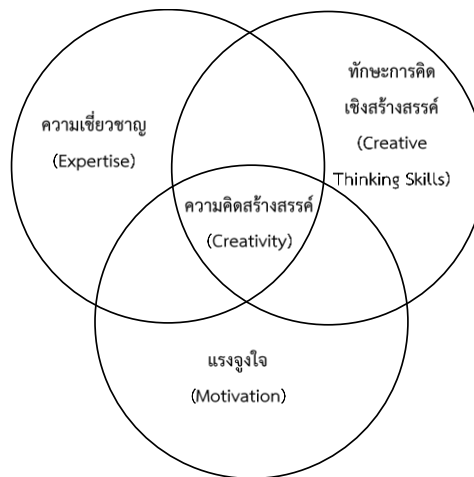 ความเชี่ยวชาญ
(Expertise)
ทักษะการคิด
เชิงสร้างสรรค์
(Creative
Thinking Skills)
ความคิดสร้างสรรค์
(Creativity)
แรงจูงใจ
(Motivation)